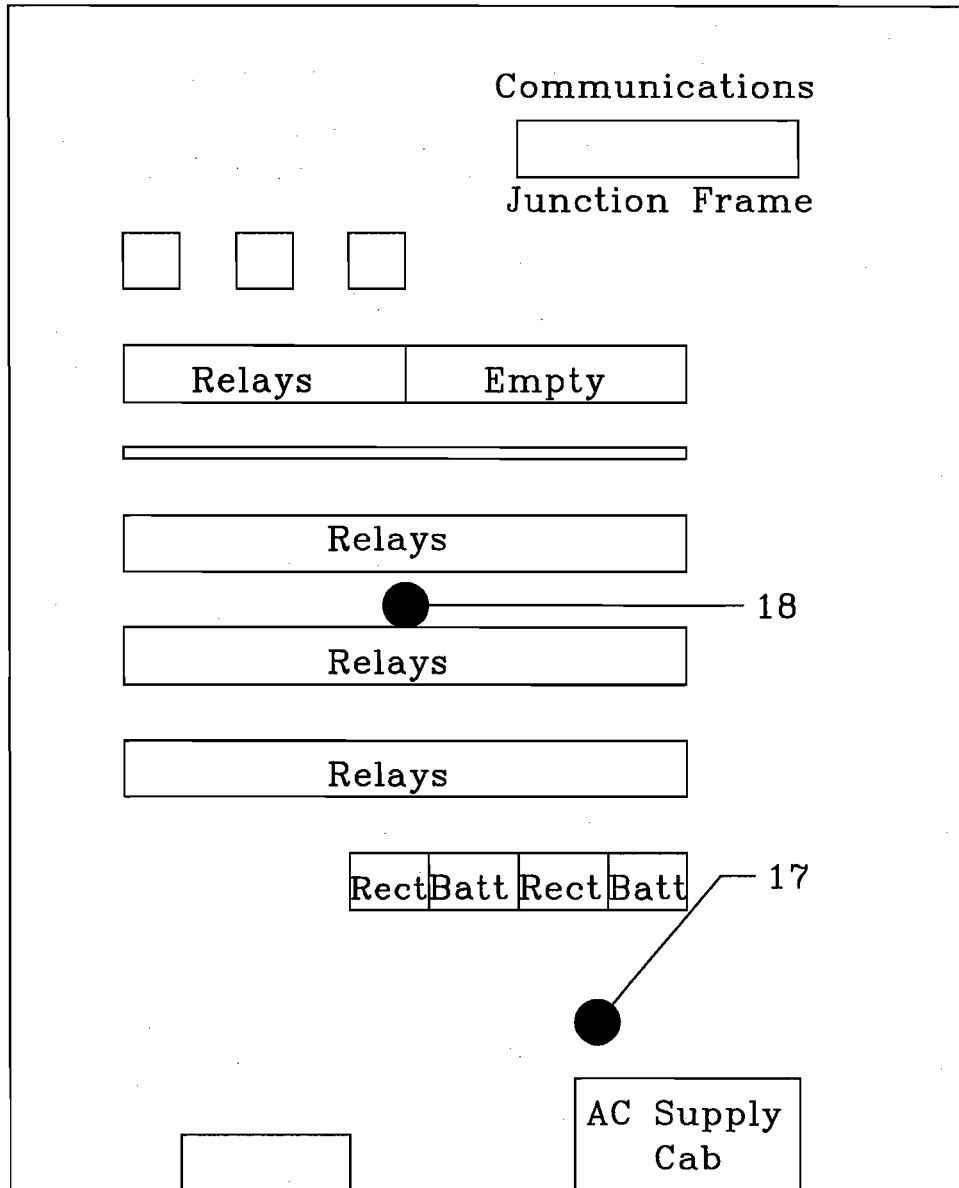 Communications
Junction Frame
Relays Empty
Relays
18
Relays
Relays
Rect Batt Rect Batt
17
AC Supply
Cab